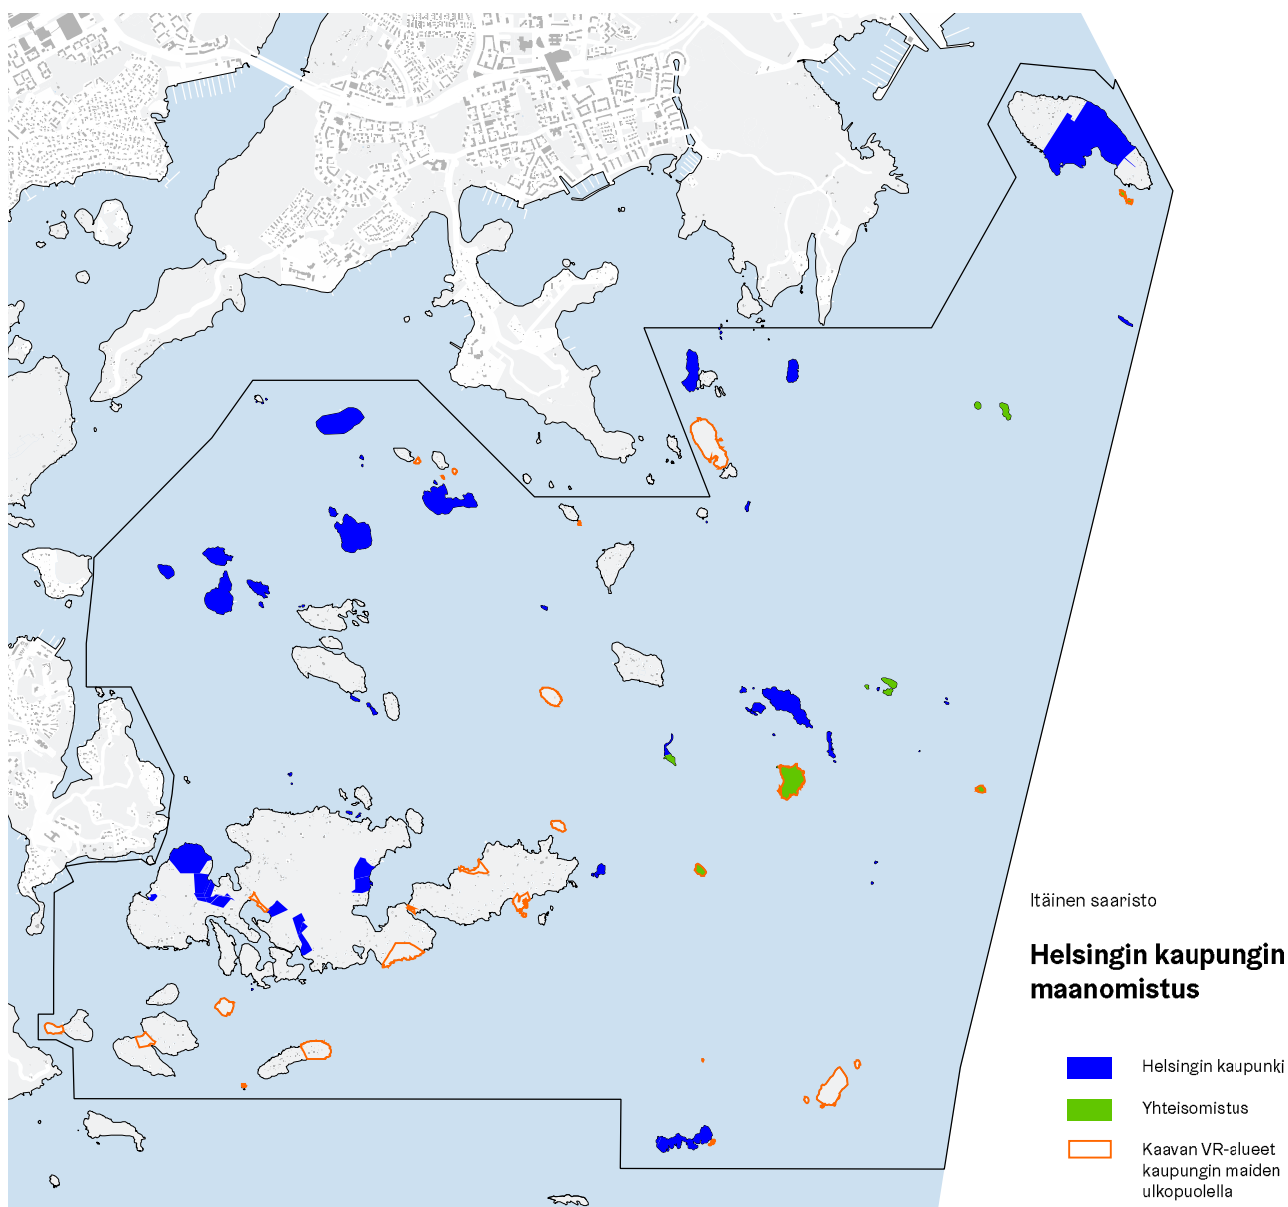 Itäinen saaristo
Helsingin kaupungin
maanomistus
Helsingin kaupunki
Yhteisomistus
Kaavan VR-alueet
kaupungin maiden
ulkopuolella